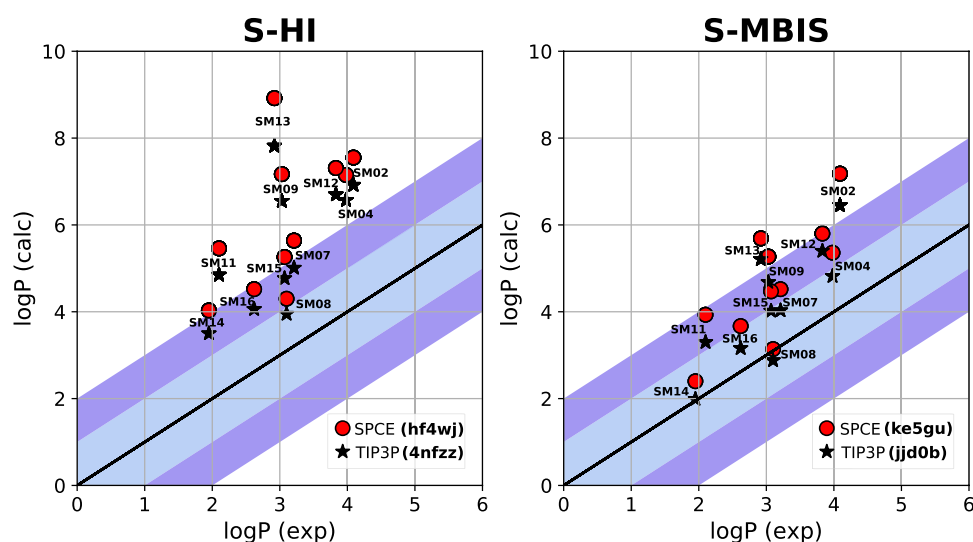 S-HI
S-MBIS
logP (calc)
10
8
6
4
2
0
SM13
SM09
SM12
SM02
SM04
SM11
SM15
SM07
SM16
SM08
SM14
SPCE (hf4wj)
TIP3P (4nfzz)
0 1 2 3 4 5 6
logP (exp)
logP (calc)
10
8
6
4
2
0
SM02
SM13
SM12
SM04
SM09
SM15
SM07
SM11
SM16
SM08
SM14
SPCE (ke5gu)
TIP3P (jjd0b)
0 1 2 3 4 5 6
logP (exp)